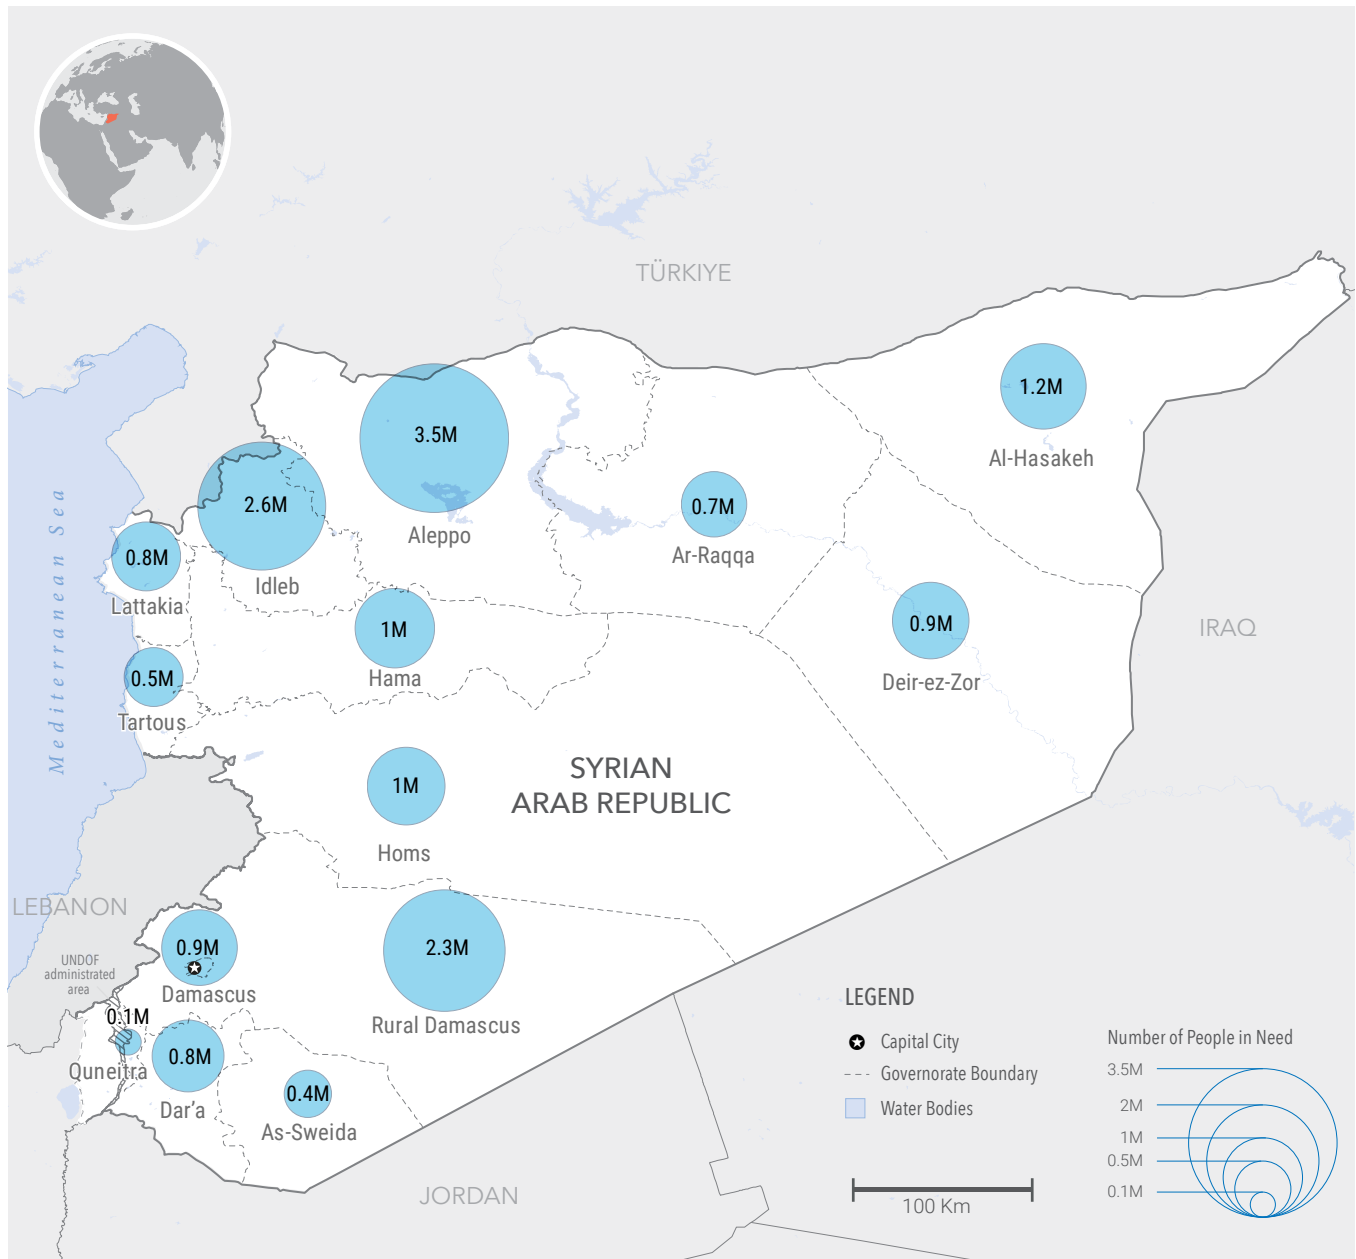 TÜRKIYE
1.2M
Al-Hasakeh
3.5M
Aleppo
2.6M
Idleb
0.7M
Ar-Raqqa
0.8M
Lattakia
Mediterranean Sea
1M
Hama
0.9M
Deir-ez-Zor
IRAQ
0.5M
Tartous
SYRIAN
ARAB REPUBLIC
1M
Homs
LEBANON
UNDOF
administrated
area
0.9M
Damascus
2.3M
Rural Damascus
0.1M
Quneitra
0.8M
Dar'a
0.4M
As-Sweida
JORDAN
LEGEND
Capital City
Governorate Boundary
Water Bodies
100 Km
Number of People in Need
3.5M
2M
1M
0.5M
0.1M